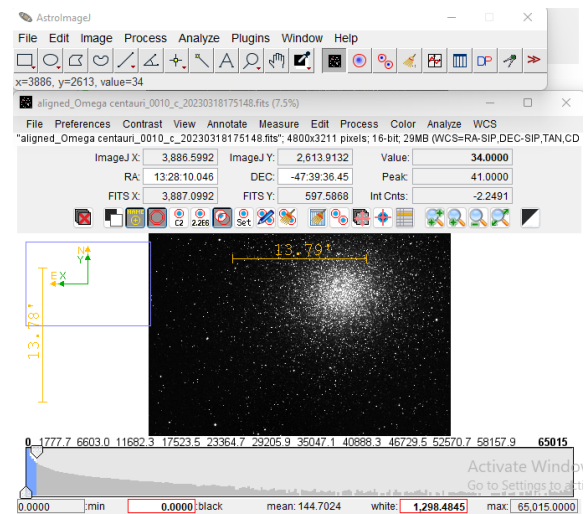 AstroImageJ
File Edit Image Process Analyze Plugins Window Help
A DP >>
x=3886, y=2613, value=34
aligned_Omega centauri_0010_c_20230318175148.fits (7.5%)
File Preferences Contrast View Annotate Measure Edit Process Color Analyze WCS
"aligned_Omega centauri_0010_c_20230318175148.fits"; 4800x3211 pixels; 16-bit; 29MB (WCS=RA-SIP,DEC-SIP,TAN,CD
ImageJ X: 3,886.5992 ImageJ Y: 2,613.9132 Value: 34.0000
RA: 13:28:10.046 DEC: -47:39:36.45 Peak: 41.0000
FITS X: 3,887.0992 FITS Y: 597.5868 Int Cnts: -2.2491
NAME C2 2.2E6 Set
13.79'
N
Y
E X
13.78'
0 1777.7 6603.0 11682.3 17523.5 23364.7 29205.9 35047.1 40888.3 46729.5 52570.7 58157.9 65015
Activate Window
Go to Settings to acti
0.0000 :min 0.0000 :black mean: 144.7024 white: 1,298.4845 max: 65,015.0000